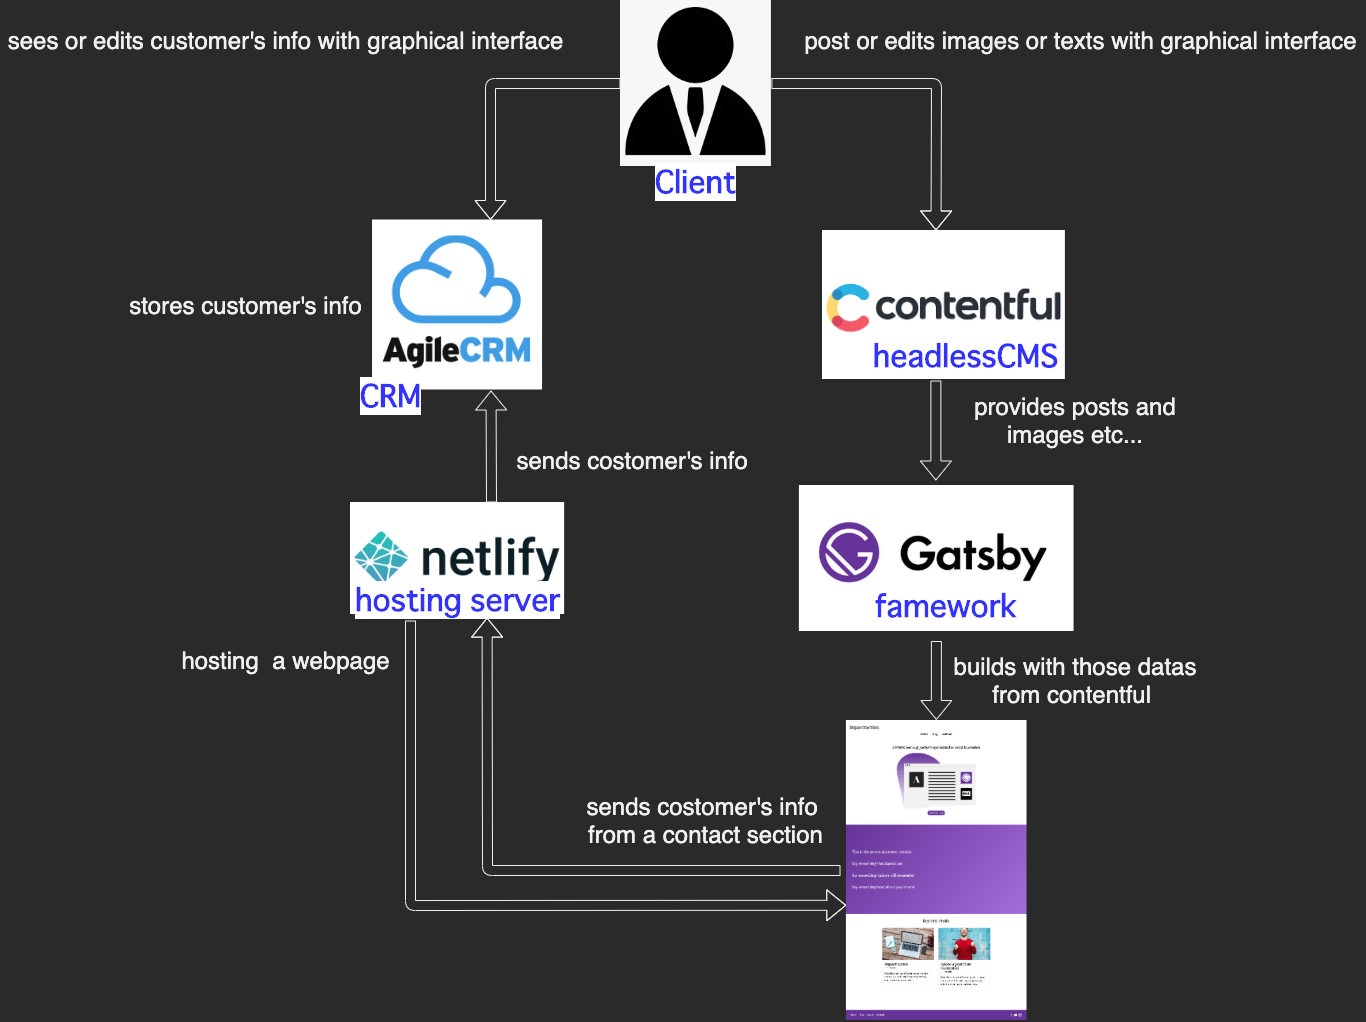 sees or edits customer's info with graphical interface
post or edits images or texts with graphical interface
Client
stores customer's info
AgileCRM
CRM
contentful
headlessCMS
provides posts and
images etc...
sends costomer's info
netlify
hosting server
Gatsby
famework
hosting  a webpage
builds with those datas
from contentful
sends costomer's info
from a contact section
A
Recent Posts